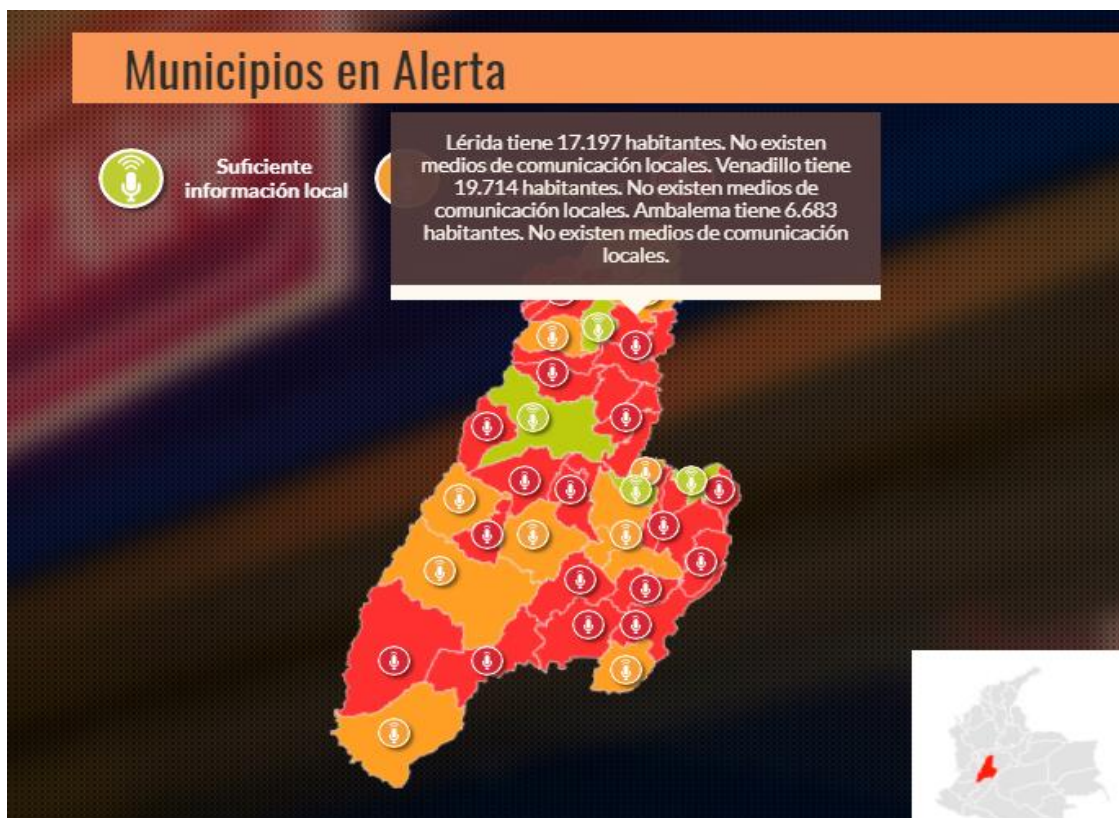 Municipios en Alerta
Suficiente
información local
Lérida tiene 17.197 habitantes. No existen
medios de comunicación locales. Venadillo tiene
19.714 habitantes. No existen medios de
comunicación locales. Ambalema tiene 6.683
habitantes. No existen medios de comunicación
locales.